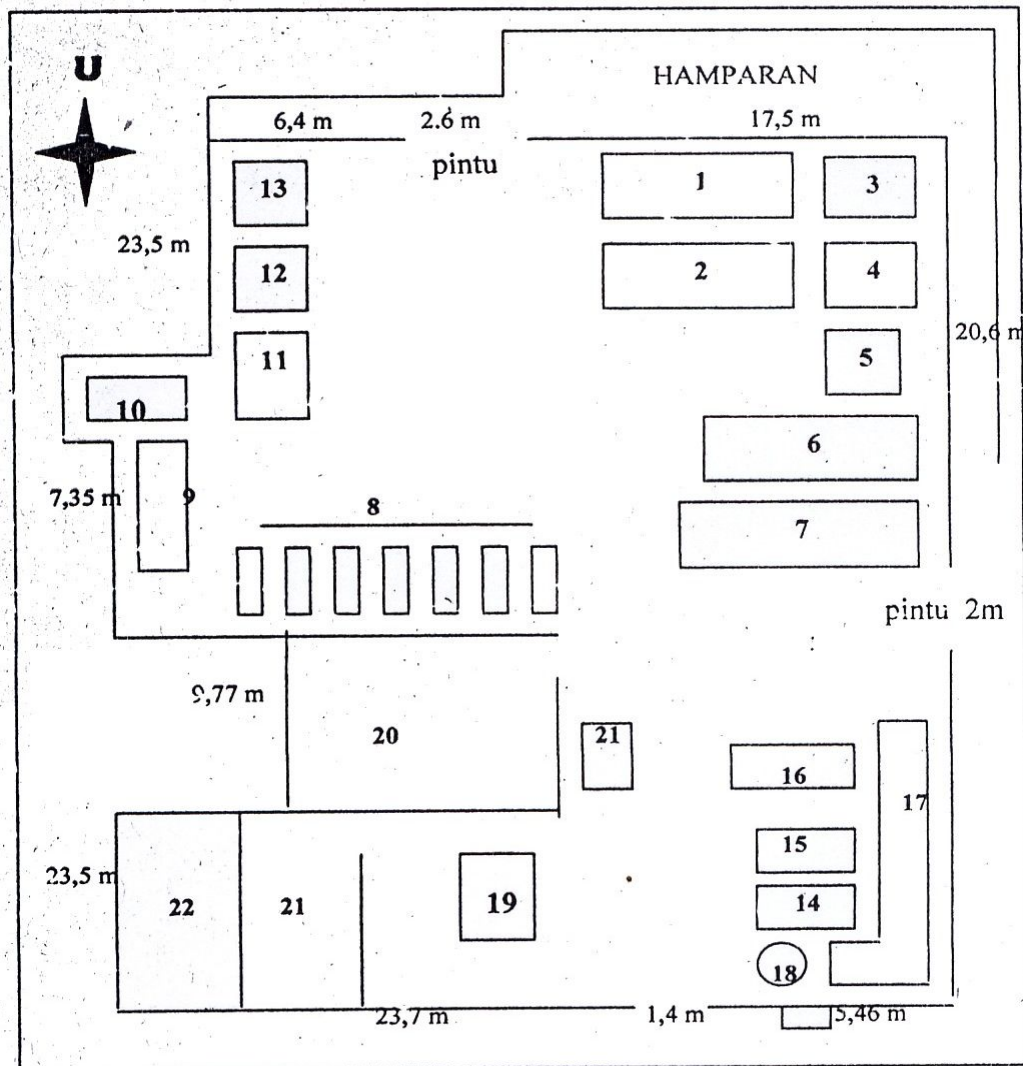 U
HAMPARAN
6,4 m 2.6 m 17,5 m
pintu
13 1 3
23,5 m 12 2 4
20,6 m
11 5
10
6
7,35 m 9
8 7
pintu 2m
9,77 m
20 21
16
17
15
23,5 m
22 21 19 14
18
23,7 m 1,4 m 5,46 m